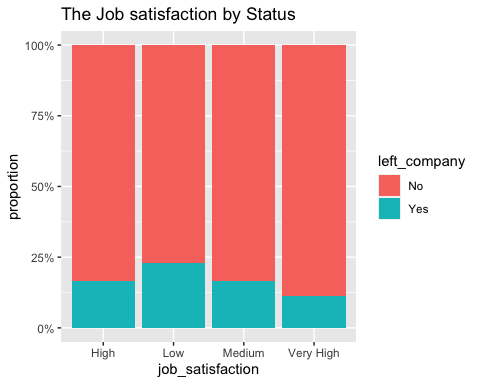 The Job satisfaction by Status
100%
75%
50%
25%
0%
proportion
High Low Medium Very High
job_satisfaction
left_company
No
Yes